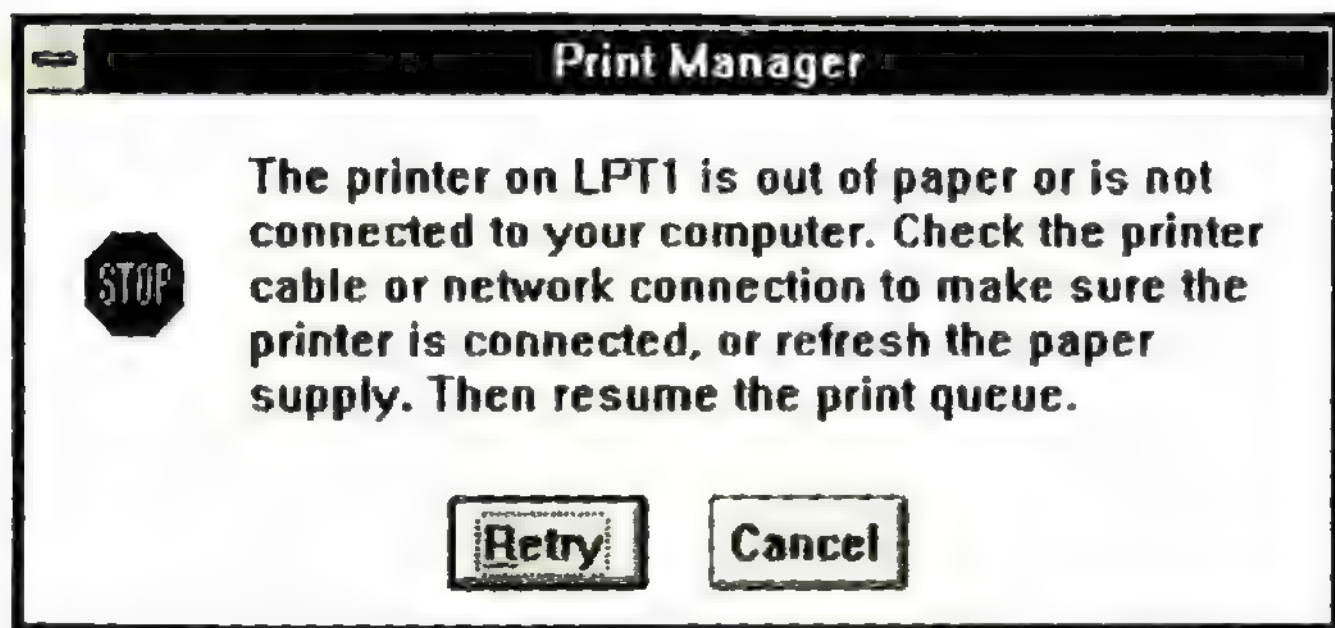 Print Manager
The printer on LPT1 is out of paper or is not
connected to your computer. Check the printer
STOP
cable or network connection to make sure the
printer is connected, or refresh the paper
supply. Then resume the print queue.
Retry
Cancel